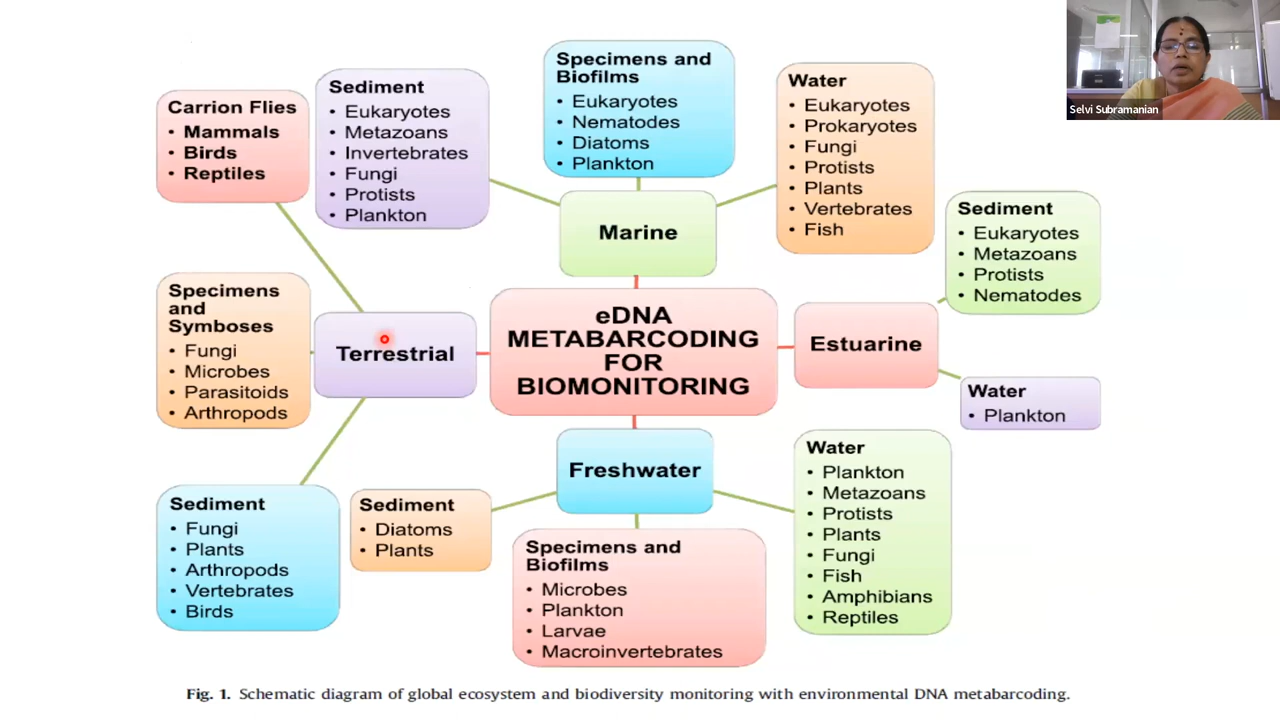 Carrion Flies
• Mammals
• Birds
• Reptiles
Sediment
• Eukaryotes
• Metazoans
• Invertebrates
• Fungi
• Protists
• Plankton
Specimens and
Biofilms
• Eukaryotes
• Nematodes
• Diatoms
• Plankton
Water
• Eukaryotes
• Prokaryotes
• Fungi
• Protists
• Plants
• Vertebrates
• Fish
Selvi Subramanian
Marine
Sediment
• Eukaryotes
• Metazoans
• Protists
• Nematodes
Specimens
and
Symboses
• Fungi
• Microbes
• Parasitoids
• Arthropods
Terrestrial
eDNA
METABARCODING
FOR
BIOMONITORING
Estuarine
Water
• Plankton
Freshwater
Sediment
• Fungi
• Plants
• Arthropods
• Vertebrates
• Birds
Sediment
• Diatoms
• Plants
Specimens and
Biofilms
• Microbes
• Plankton
• Larvae
• Macroinvertebrates
Water
• Plankton
• Metazoans
• Protists
• Plants
• Fungi
• Fish
• Amphibians
• Reptiles
Fig. 1. Schematic diagram of global ecosystem and biodiversity monitoring with environmental DNA metabarcoding.